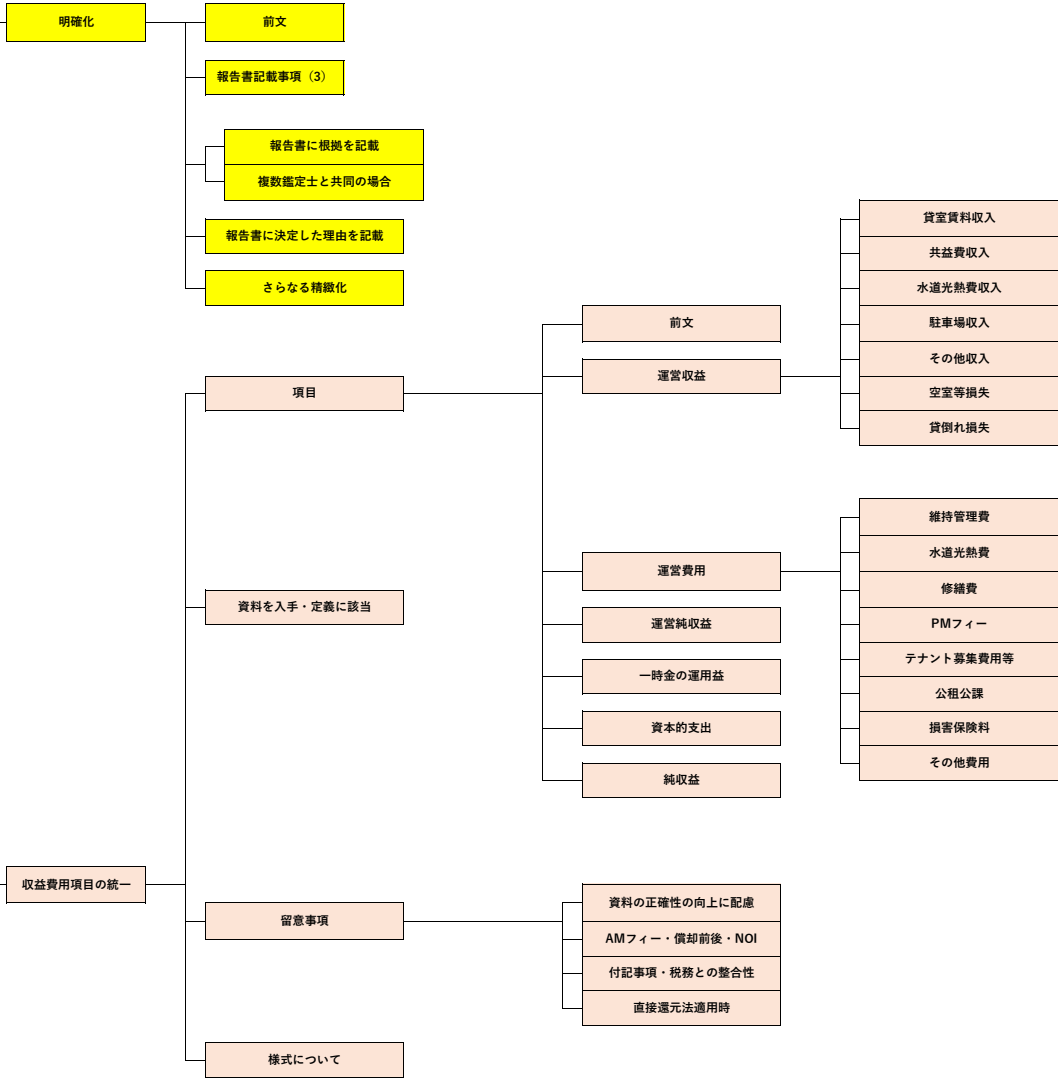 明確化
前文
報告書記載事項（3）
報告書に根拠を記載
複数鑑定士と共同の場合
報告書に決定した理由を記載
さらなる精緻化
収益費用項目の統一
項目
前文
運営収益
貸室賃料収入
共益費収入
水道光熱費収入
駐車場収入
その他収入
空室等損失
貸倒れ損失
運営費用
維持管理費
水道光熱費
修繕費
PMフィー
テナント募集費用等
公租公課
損害保険料
その他費用
運営純収益
一時金の運用益
資本的支出
純収益
資料を入手・定義に該当
留意事項
資料の正確性の向上に配慮
AMフィー・償却前後・NOI
付記事項・税務との整合性
直接還元法適用時
様式について